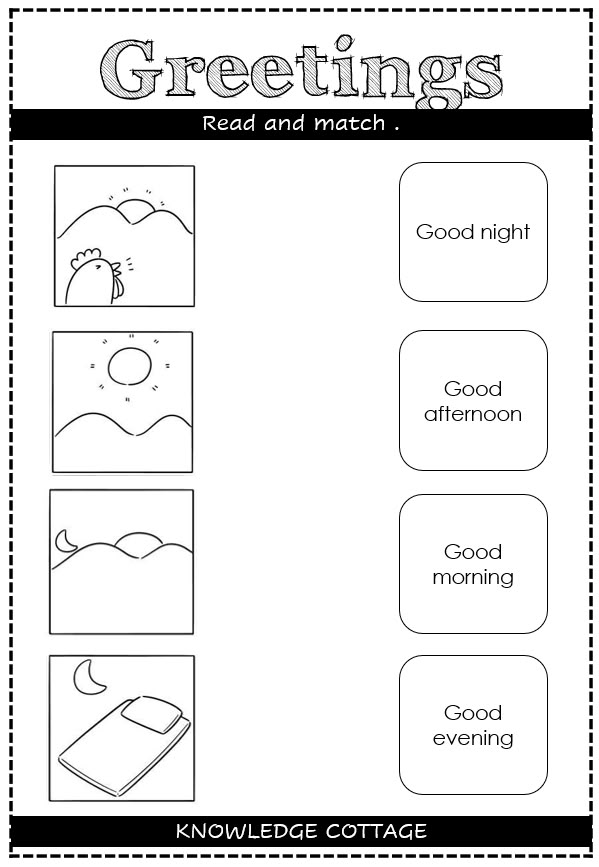 Greetings
Read and match .
Good night
Good
afternoon
Good
morning
Good
evening
KNOWLEDGE COTTAGE